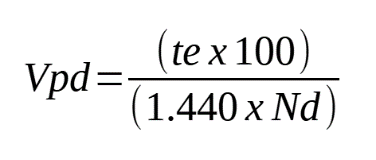 Vpd = (te x 100) / (1.440 x Nd)